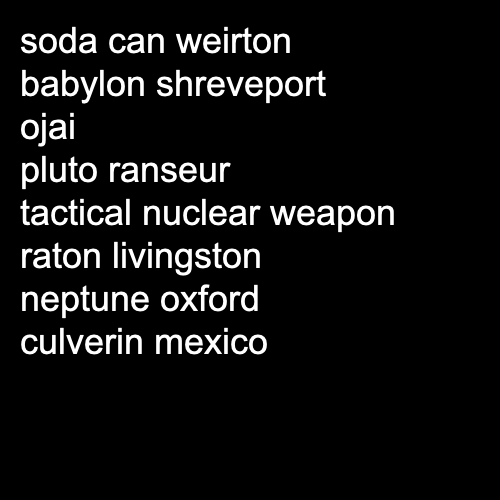 soda can weirton
babylon shreveport
ojai
pluto ranseur
tactical nuclear weapon
raton livingston
neptune oxford
culverin mexico